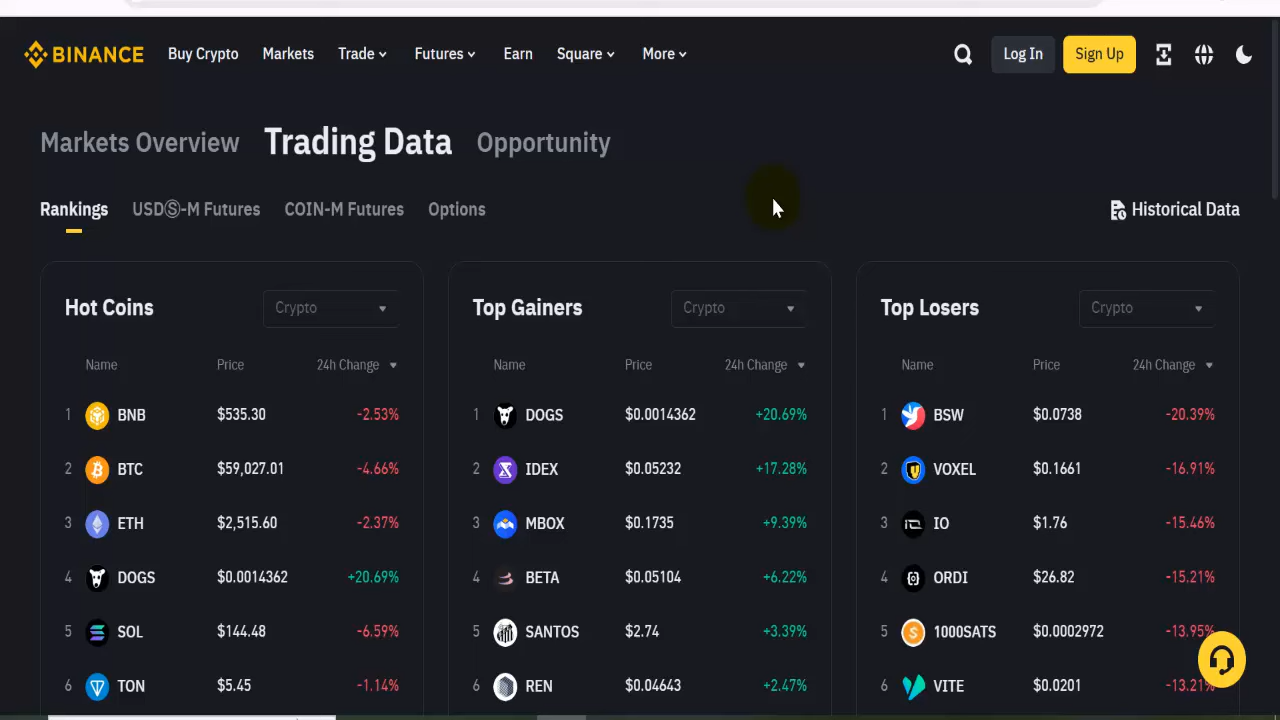 BINANCE Buy Crypto Markets Trade Futures Earn Square More Log In Sign Up
Markets Overview Trading Data Opportunity
Rankings USDⓈ-M Futures COIN-M Futures Options Historical Data
Hot Coins Crypto
Name Price 24h Change
1 BNB $535.30 -2.53%
2 BTC $59,027.01 -4.66%
3 ETH $2,515.60 -2.37%
4 DOGS $0.0014362 +20.69%
5 SOL $144.48 -6.59%
6 TON $5.45 -1.14%
Top Gainers Crypto
Name Price 24h Change
1 DOGS $0.0014362 +20.69%
2 IDEX $0.05232 +17.28%
3 MBOX $0.1735 +9.39%
4 BETA $0.05104 +6.22%
5 SANTOS $2.74 +3.39%
6 REN $0.04643 +2.47%
Top Losers Crypto
Name Price 24h Change
1 BSW $0.0738 -20.39%
2 VOXEL $0.1661 -16.91%
3 IO $1.76 -15.46%
4 ORDI $26.82 -15.21%
5 1000SATS $0.0002972 -13.95%
6 VITE $0.0201 -13.21%